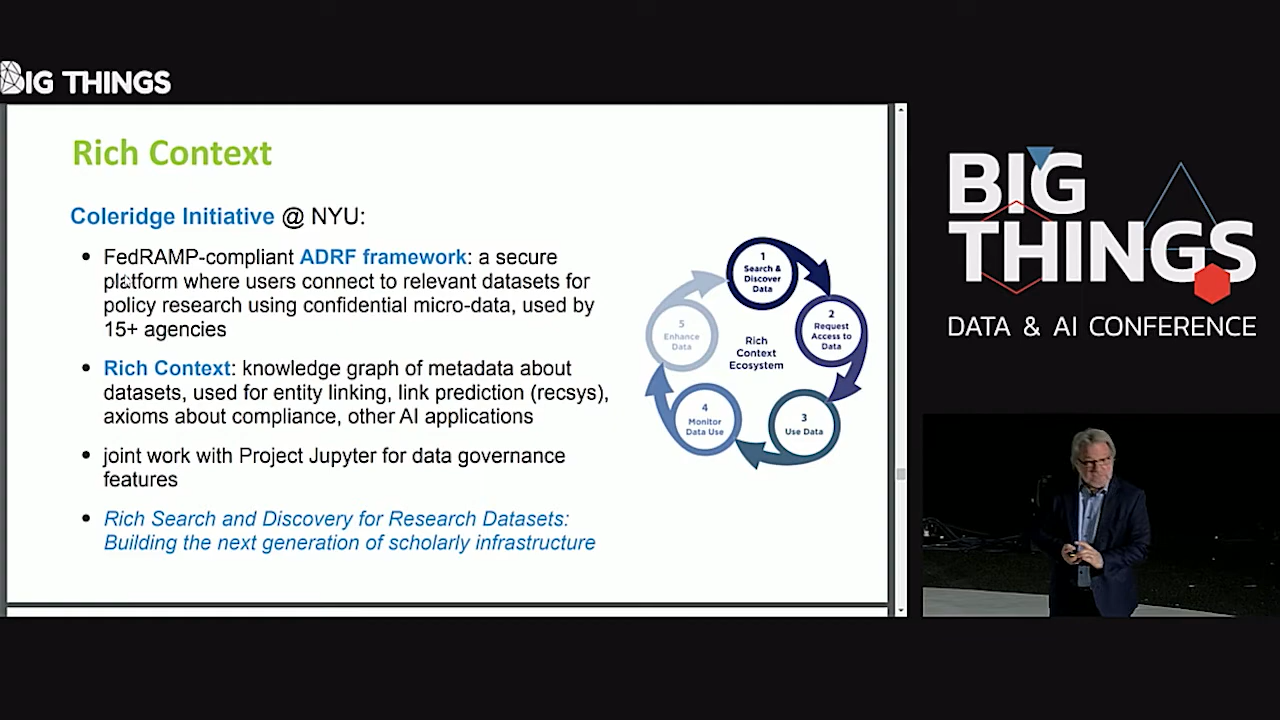 BIG THINGS
Rich Context
Coleridge Initiative @ NYU:
• FedRAMP-compliant ADRF framework: a secure
platform where users connect to relevant datasets for
policy research using confidential micro-data, used by
15+ agencies
• Rich Context: knowledge graph of metadata about
datasets, used for entity linking, link prediction (recsys),
axioms about compliance, other AI applications
• joint work with Project Jupyter for data governance
features
• Rich Search and Discovery for Research Datasets:
Building the next generation of scholarly infrastructure
1
Search &
Discover
Data
2
Request
Access to
Data
3
Use Data
4
Monitor
Data Use
5
Enhance
Data
Rich
Context
Ecosystem
BIG
THINGS
DATA & AI CONFERENCE